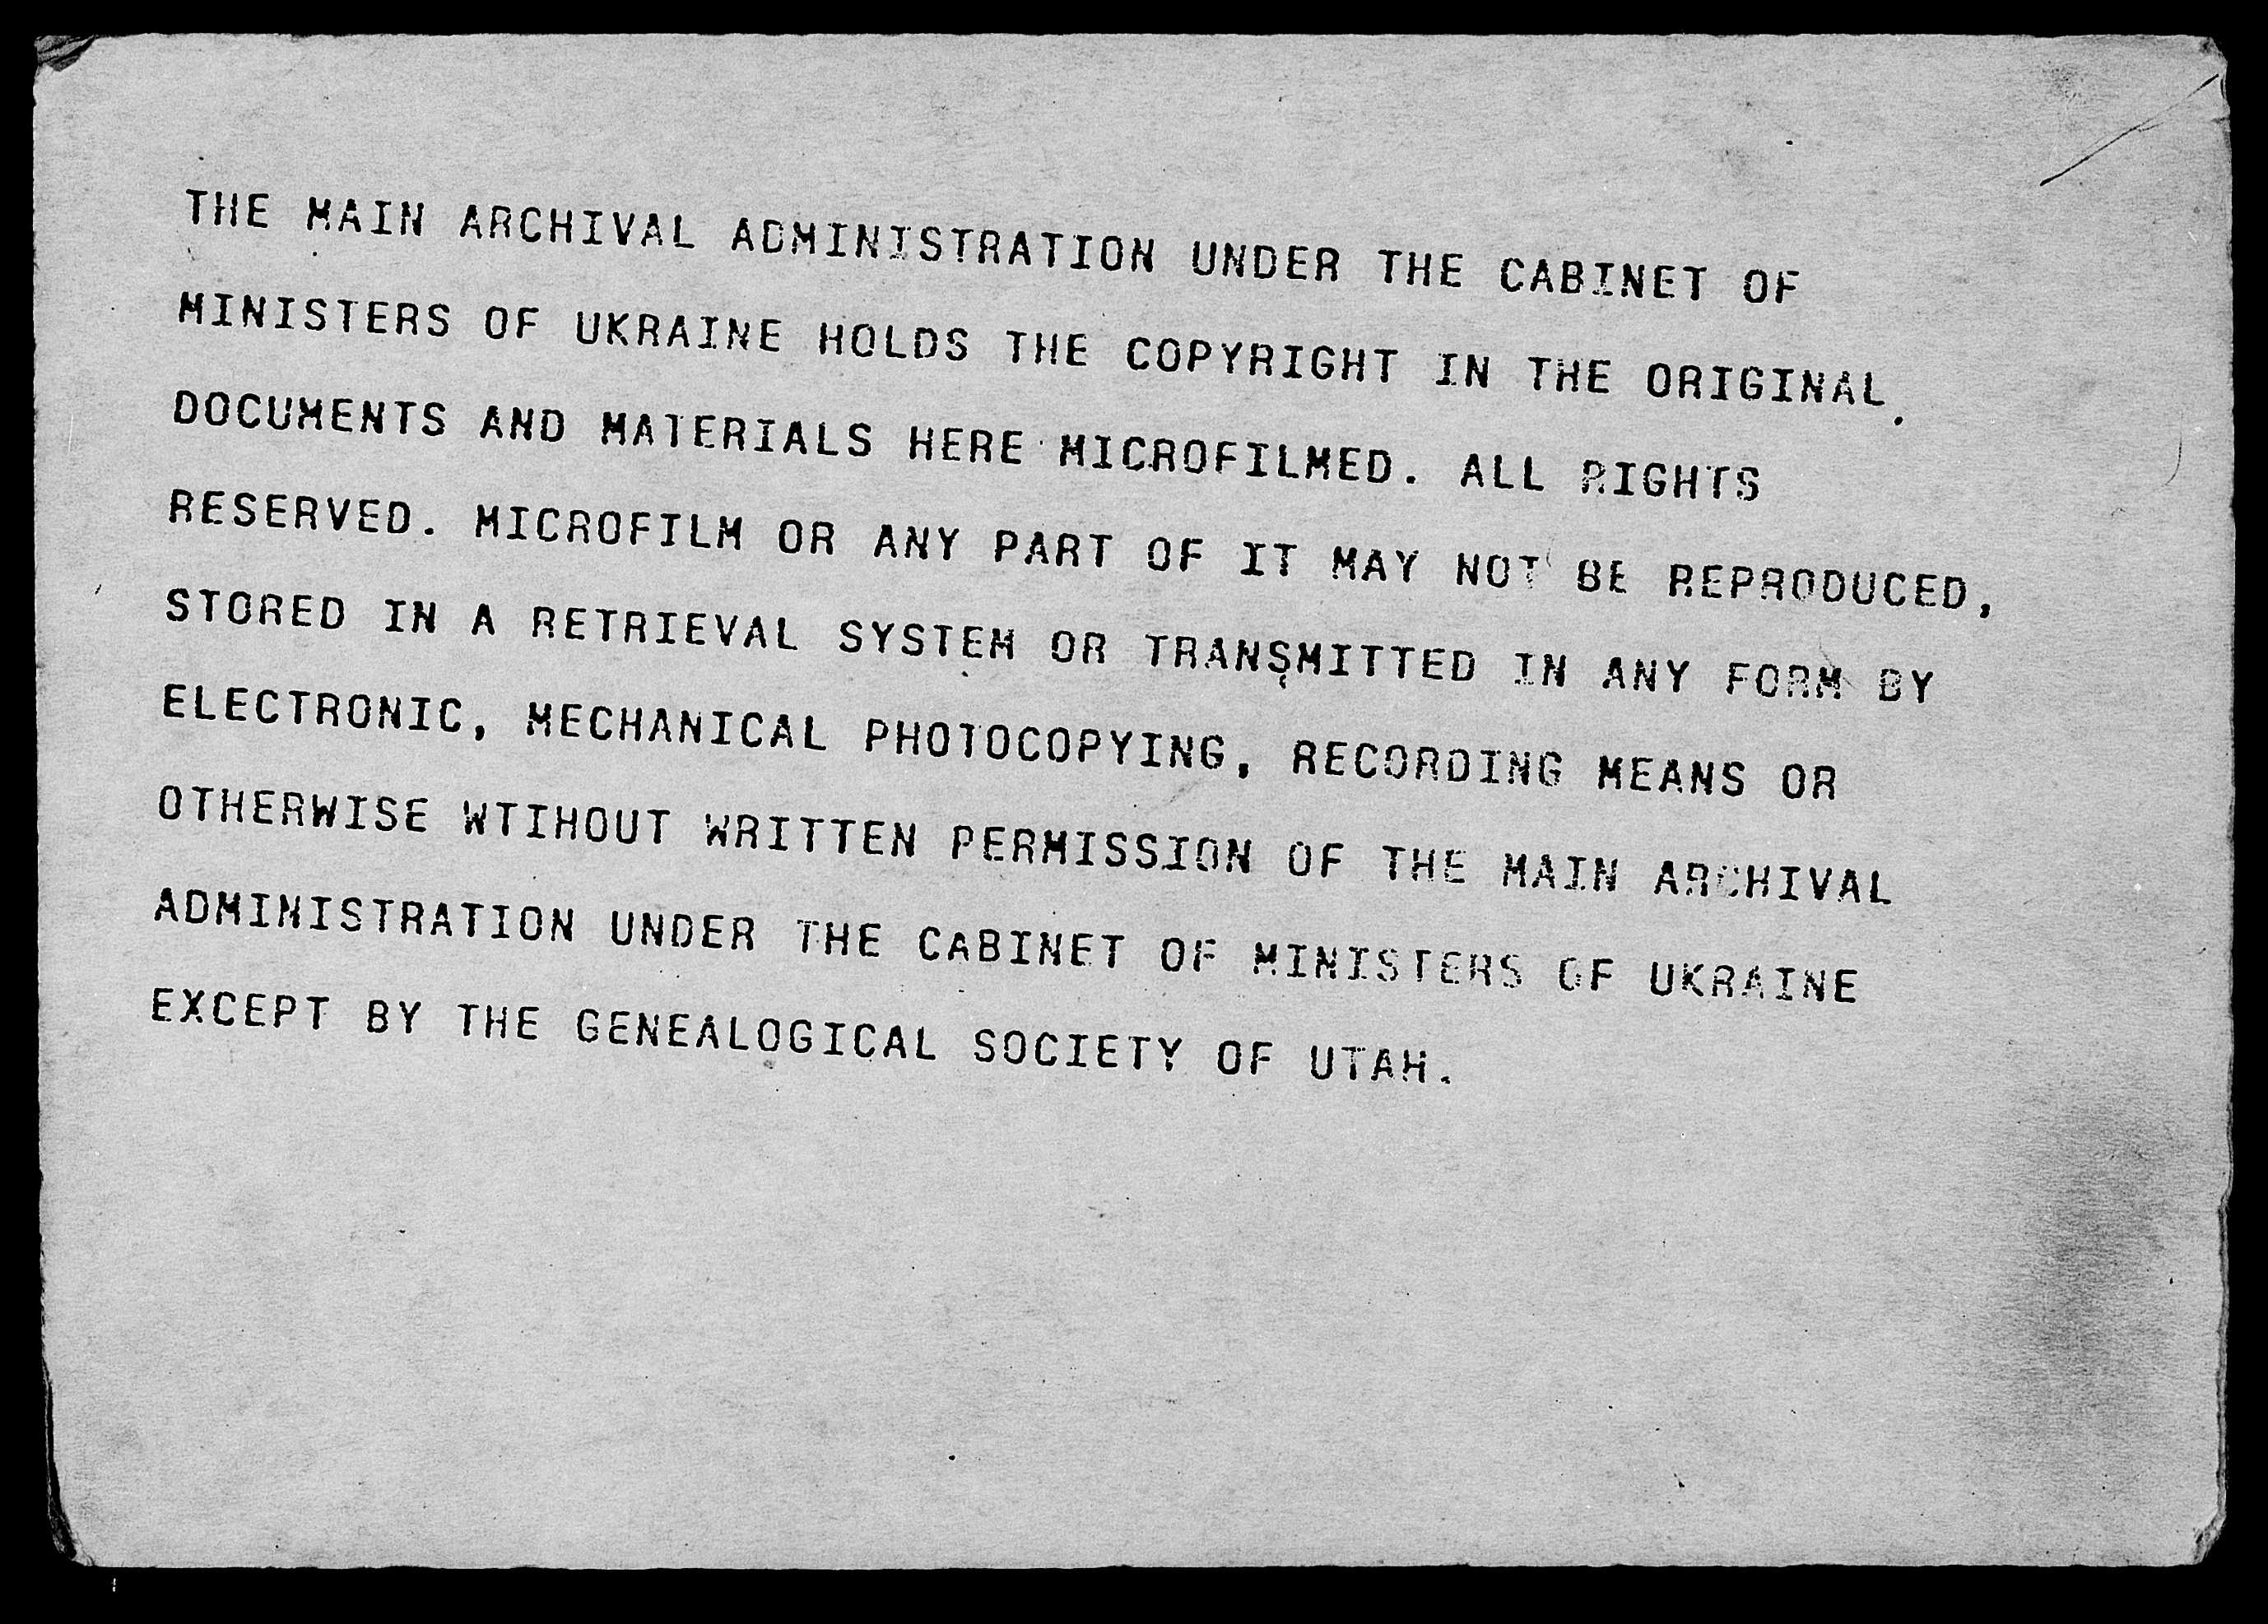 THE MAIN ARCHIVAL ADMINISTRATION UNDER THE CABINET OF
MINISTERS OF UKRAINE HOLDS THE COPYRIGHT IN THE ORIGINAL
DOCUMENTS AND MATERIALS HERE MICROFILMED. ALL RIGHTS
RESERVED. MICROFILM OR ANY PART OF IT MAY NOT BE REPRODUCED,
STORED IN A RETRIEVAL SYSTEM OR TRANSMITTED IN ANY FORM BY
ELECTRONIC, MECHANICAL PHOTOCOPYING, RECORDING MEANS OR
OTHERWISE WTIHOUT WRITTEN PERMISSION OF THE MAIN ARCHIVAL
ADMINISTRATION UNDER THE CABINET OF MINISTERS OF UKRAINE
EXCEPT BY THE GENEALOGICAL SOCIETY OF UTAH.